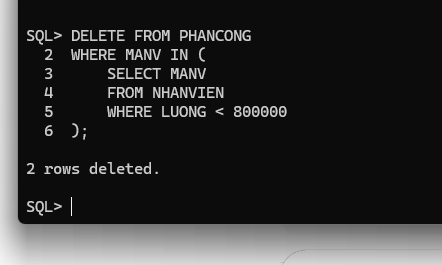 SQL> DELETE FROM PHANCONG
  2  WHERE MANV IN (
  3      SELECT MANV
  4      FROM NHANVIEN
  5      WHERE LUONG < 800000
  6  );
2 rows deleted.
SQL>